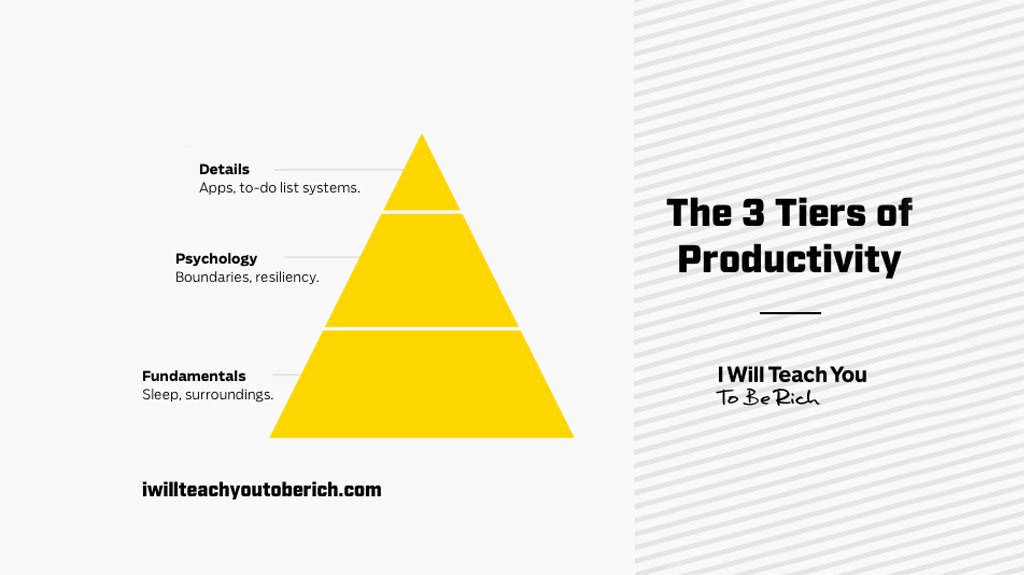 Details
Apps, to-do list systems.
Psychology
Boundaries, resiliency.
Fundamentals
Sleep, surroundings.
iwillteachyoutoberich.com
The 3 Tiers of
Productivity
I Will Teach You
To Be Rich